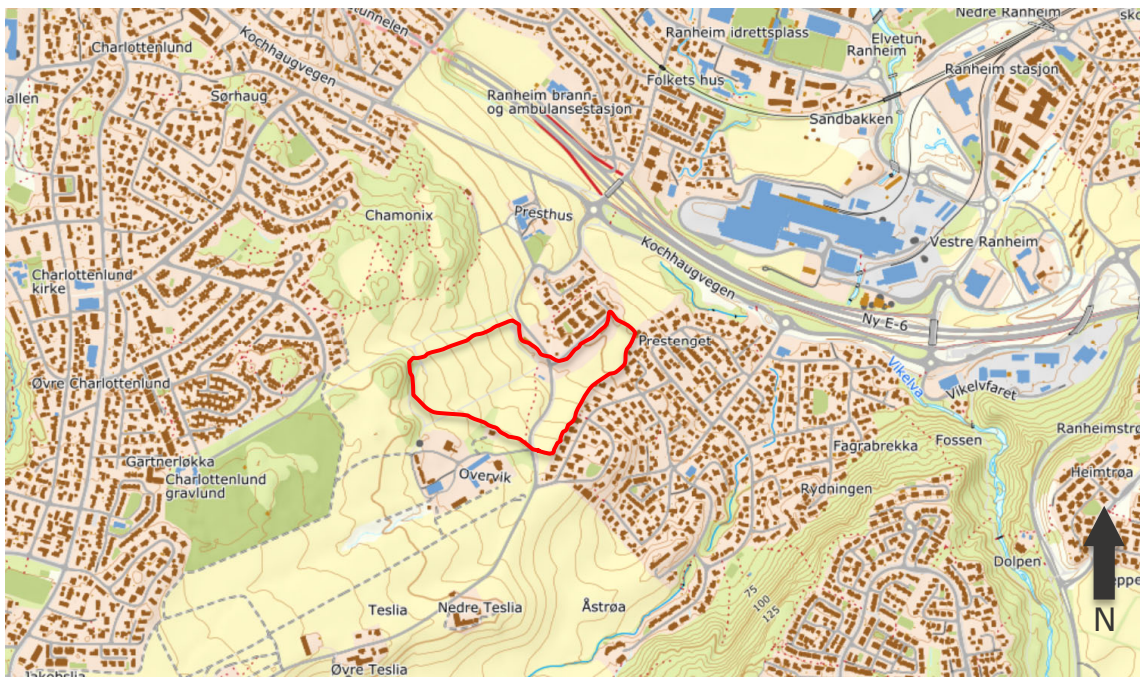 Nedre Ranheim
Ranheim idrettsplass
Elvetun
Ranheim
Charlottenlund
Kochhaugvegen
Ranheim stasjon
Folkets hus
Sørhaug
Ranheim brann-
og ambulansestasjon
Sandbakken
Chamonix
Presthus
Kochhaugvegen
Vestre Ranheim
Charlottenlund
kirke
Ny E-6
Prestenget
Vikelva
Øvre Charlottenlund
Vikelvfaret
Ranheimstrø
Fagrabrekka
Fossen
Gartnerløkka
Heimtrøa
Charlottenlund
gravlund
Overvik
Rydningen
Dolpen
75
100
125
Teslia
Nedre Teslia
Åstrøa
N
Øvre Teslia
Jakobslia